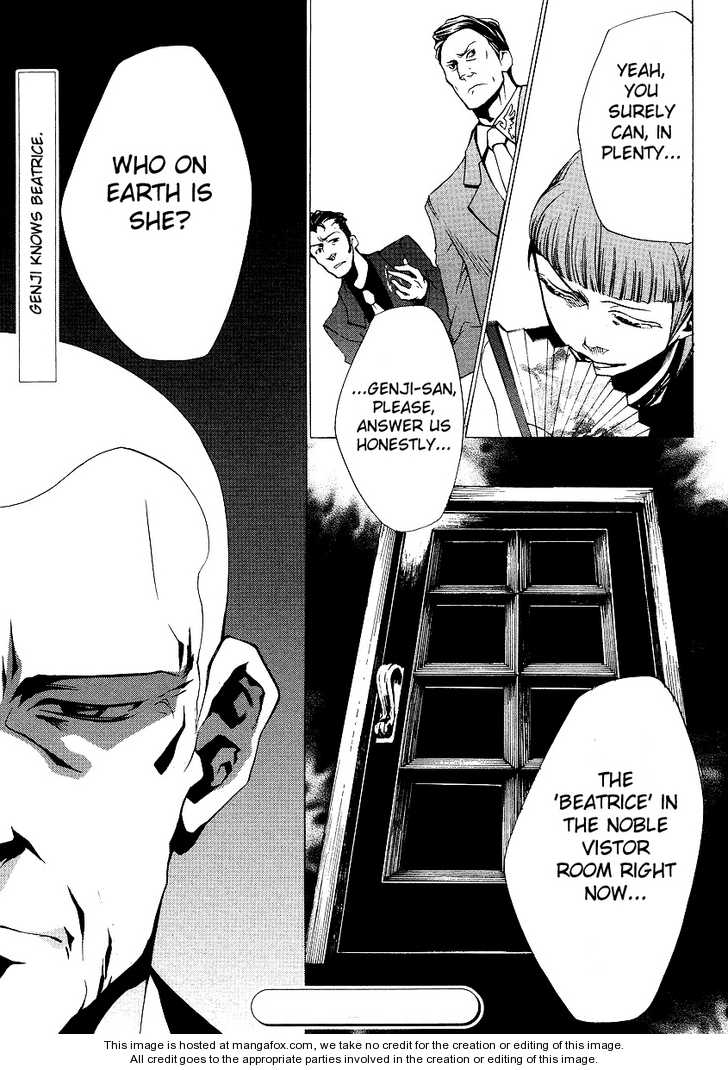 YEAH,
YOU
SURELY
CAN, IN
PLENTY...
...GENJI-SAN,
PLEASE,
ANSWER US
HONESTLY...
THE
'BEATRICE' IN
THE NOBLE
VISTOR
ROOM RIGHT
NOW...
WHO ON
EARTH IS
SHE?
GENJI KNOWS BEATRICE.
This image is hosted at mangafox.com, we take no credit for the creation or editing of this image.
All credit goes to the appropriate parties involved in the creation or editing of this image.